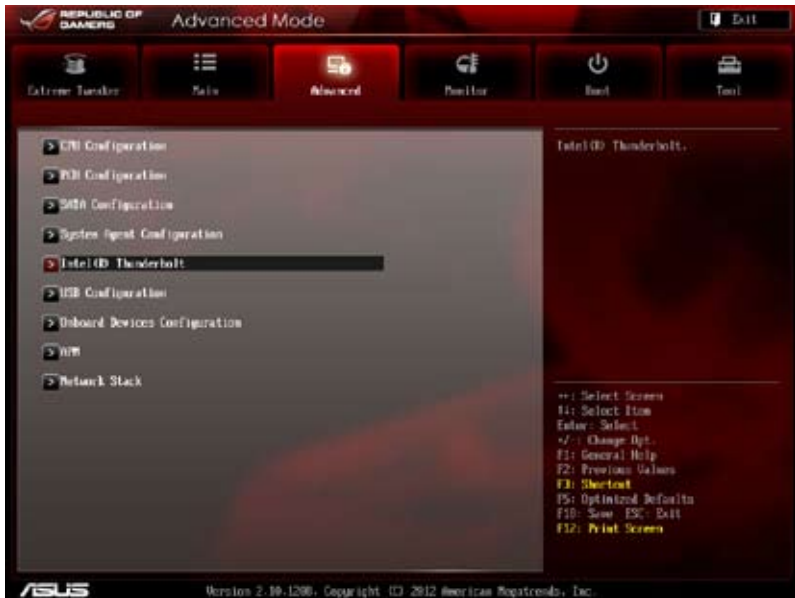 REPUBLIC OF
GAMERS
Advanced Mode
Exit
Extreme Tweaker
Main
Advanced
Monitor
Boot
Tool
> CPU Configuration
> PCH Configuration
> SATA Configuration
> System Agent Configuration
> Intel(R) Thunderbolt
> USB Configuration
> Onboard Devices Configuration
> APM
> Network Stack
Intel(R) Thunderbolt.
→←: Select Screen
↑↓: Select Item
Enter: Select
+/-: Change Opt.
F1: General Help
F2: Previous Values
F3: Shortcut
F5: Optimized Defaults
F10: Save ESC: Exit
F12: Print Screen
ASUS
Version 2.10.1208. Copyright (C) 2012 American Megatrends, Inc.